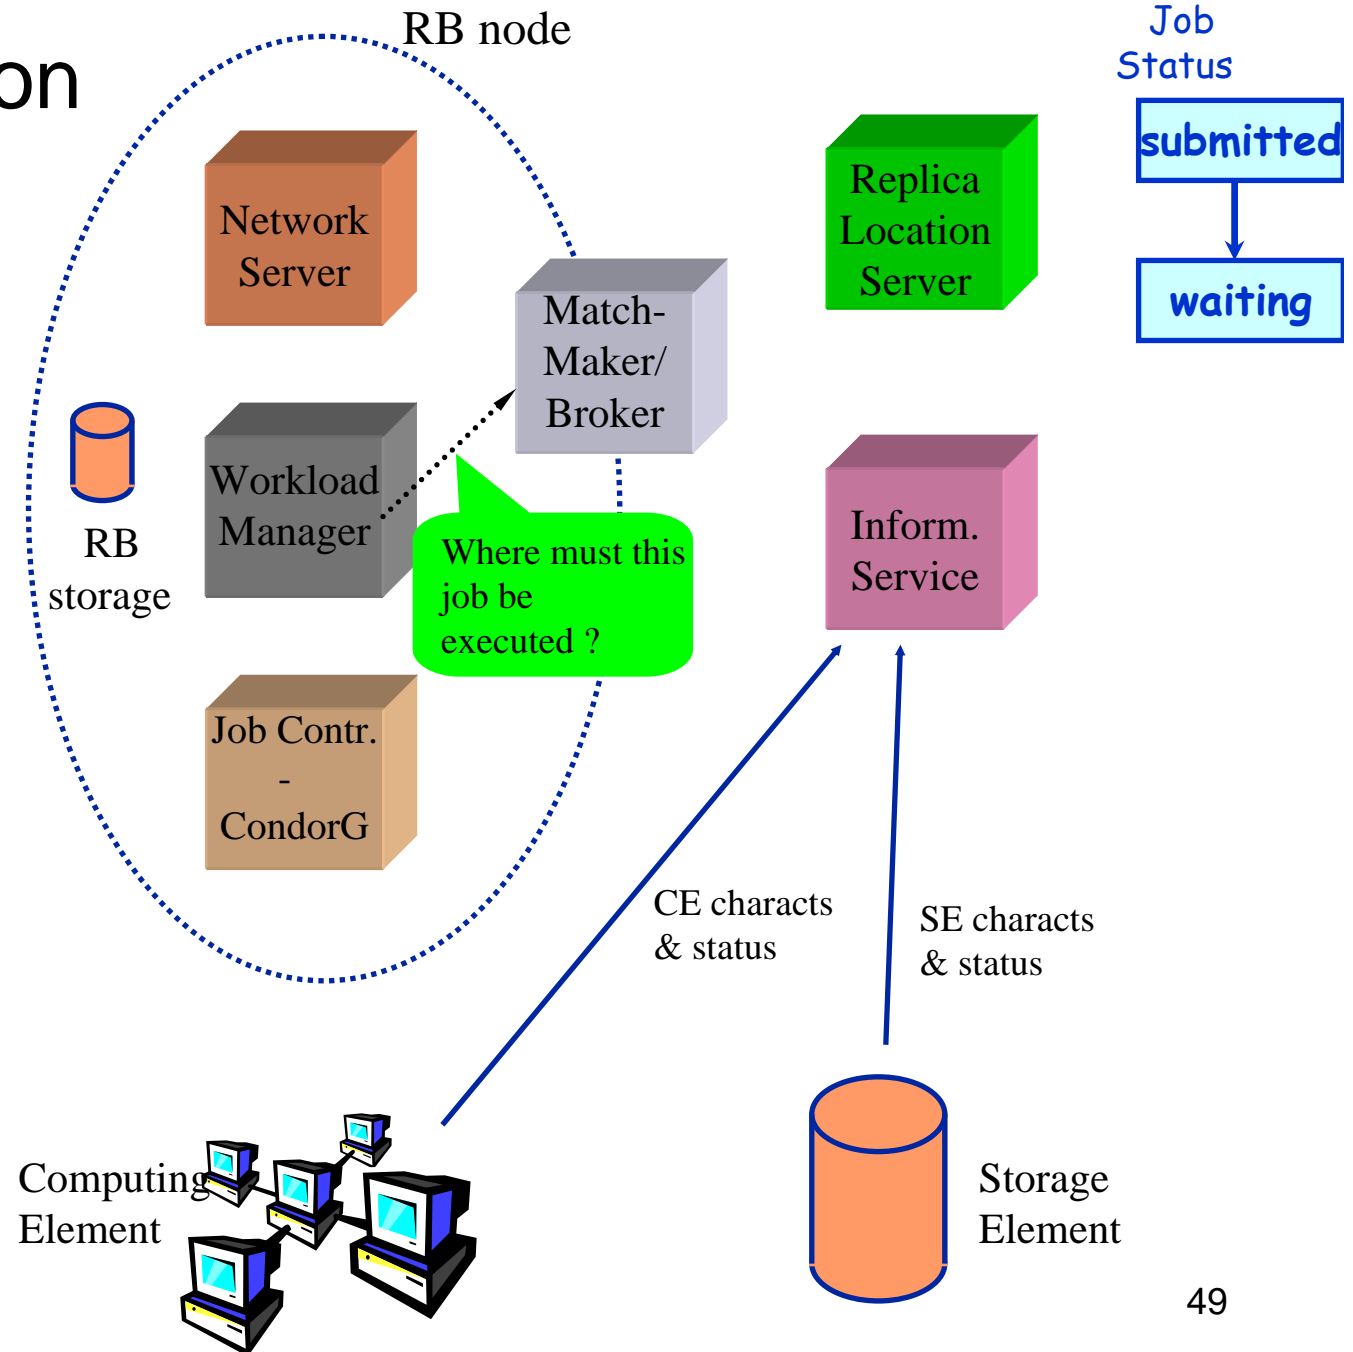 RB node
Job
Status
submitted
waiting
Network
Server
Replica
Location
Server
Match-
Maker/
Broker
Workload
Manager
RB
storage
Where must this
job be
executed ?
Inform.
Service
Job Contr.
-
CondorG
CE characts
& status
SE characts
& status
Computing
Element
Storage
Element
49